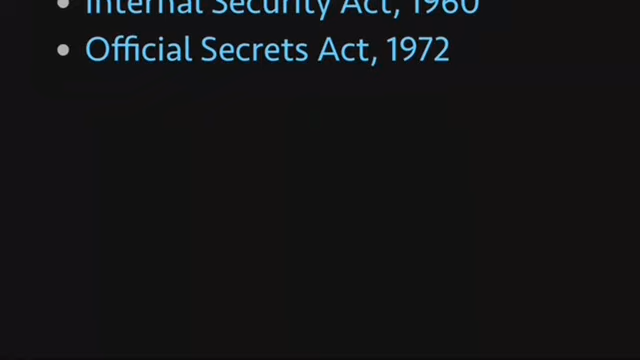 • Internal Security Act, 1960
• Official Secrets Act, 1972